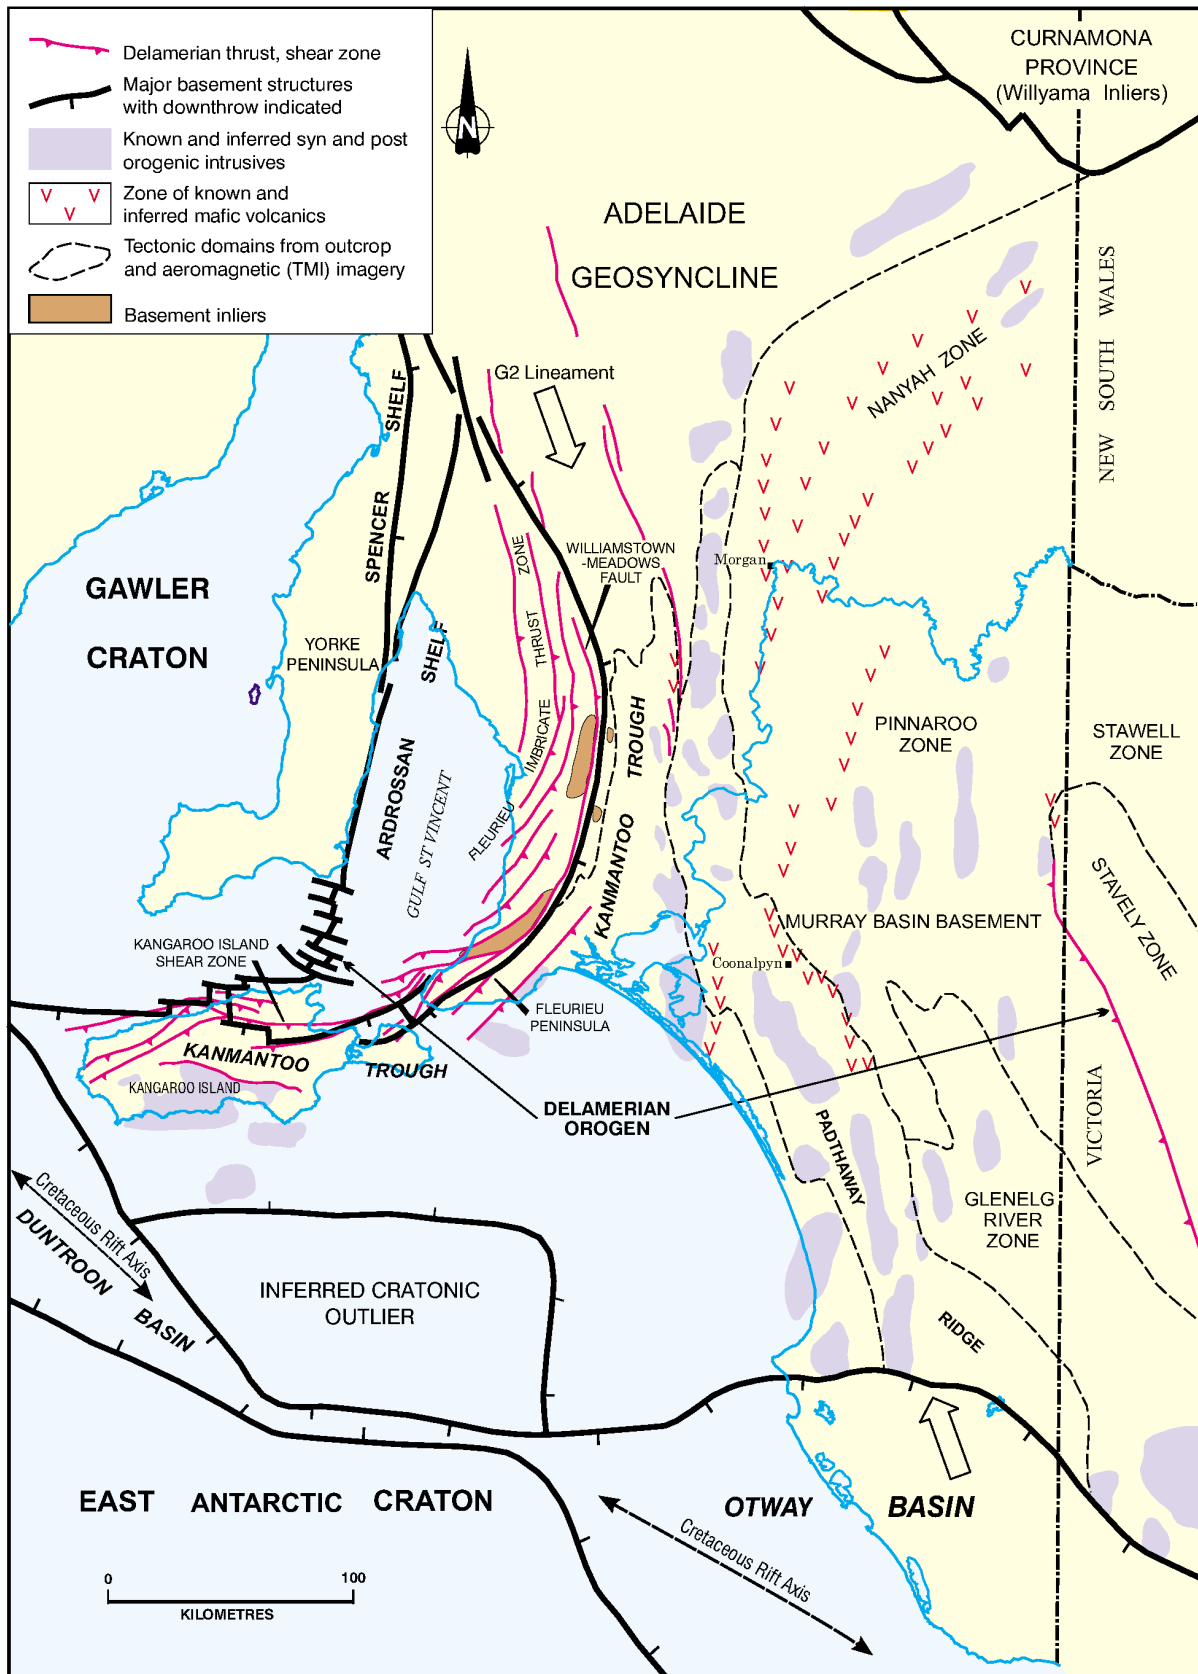 Delamerian thrust, shear zone
Major basement structures
with downthrow indicated
Known and inferred syn and post
orogenic intrusives
Zone of known and
inferred mafic volcanics
Tectonic domains from outcrop
and aeromagnetic (TMI) imagery
Basement inliers
N
CURNAMONA
PROVINCE
(Willyama Inliers)
ADELAIDE
GEOSYNCLINE
NEW SOUTH WALES
NANYAH ZONE
G2 Lineament
SPENCER SHELF
GAWLER
CRATON
YORKE
PENINSULA
ARDROSSAN SHELF
GULF ST VINCENT
FLEURIEU IMBRICATE THRUST ZONE
WILLIAMSTOWN
-MEADOWS
FAULT
Morgan
KANMANTOO TROUGH
PINNAROO
ZONE
STAWELL
ZONE
STAVELY ZONE
MURRAY BASIN BASEMENT
Coonalpyn
KANGAROO ISLAND
SHEAR ZONE
FLEURIEU
PENINSULA
KANMANTOO TROUGH
KANGAROO ISLAND
DELAMERIAN
OROGEN
VICTORIA
PADTHAWAY RIDGE
GLENELG
RIVER
ZONE
Cretaceous Rift Axis
DUNTROON BASIN
INFERRED CRATONIC
OUTLIER
EAST ANTARCTIC CRATON
OTWAY BASIN
Cretaceous Rift Axis
0 100
KILOMETRES